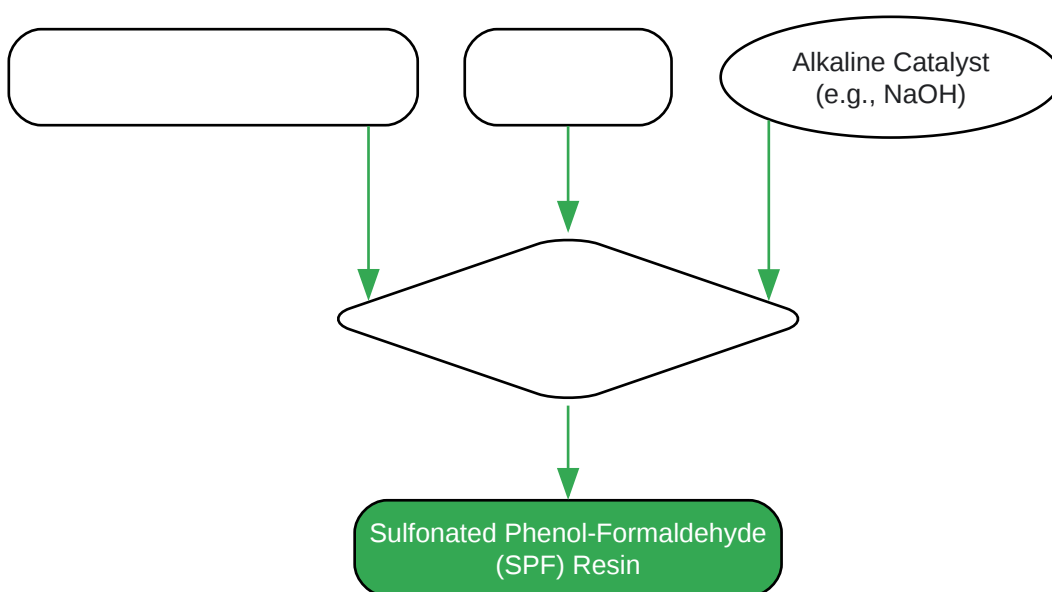 Alkaline Catalyst
(e.g., NaOH)
Sulfonated Phenol-Formaldehyde
(SPF) Resin